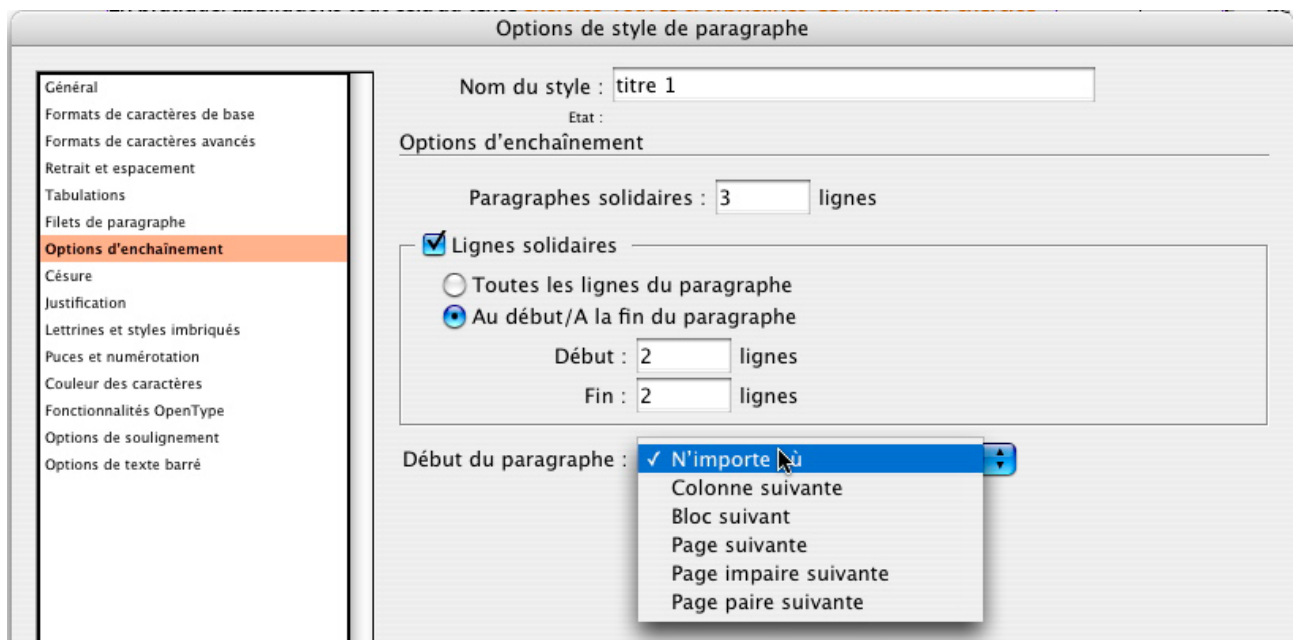 Options de style de paragraphe
Général
Formats de caractères de base
Formats de caractères avancés
Retrait et espacement
Tabulations
Filets de paragraphe
Options d'enchaînement
Césure
Justification
Lettrines et styles imbriqués
Puces et numérotation
Couleur des caractères
Fonctionnalités OpenType
Options de soulignement
Options de texte barré
Nom du style : titre 1
Etat :
Options d'enchaînement
Paragraphes solidaires : 3 lignes
Lignes solidaires
Toutes les lignes du paragraphe
Au début/A la fin du paragraphe
Début : 2 lignes
Fin : 2 lignes
Début du paragraphe : ✓ N'importe où
Colonne suivante
Bloc suivant
Page suivante
Page impaire suivante
Page paire suivante